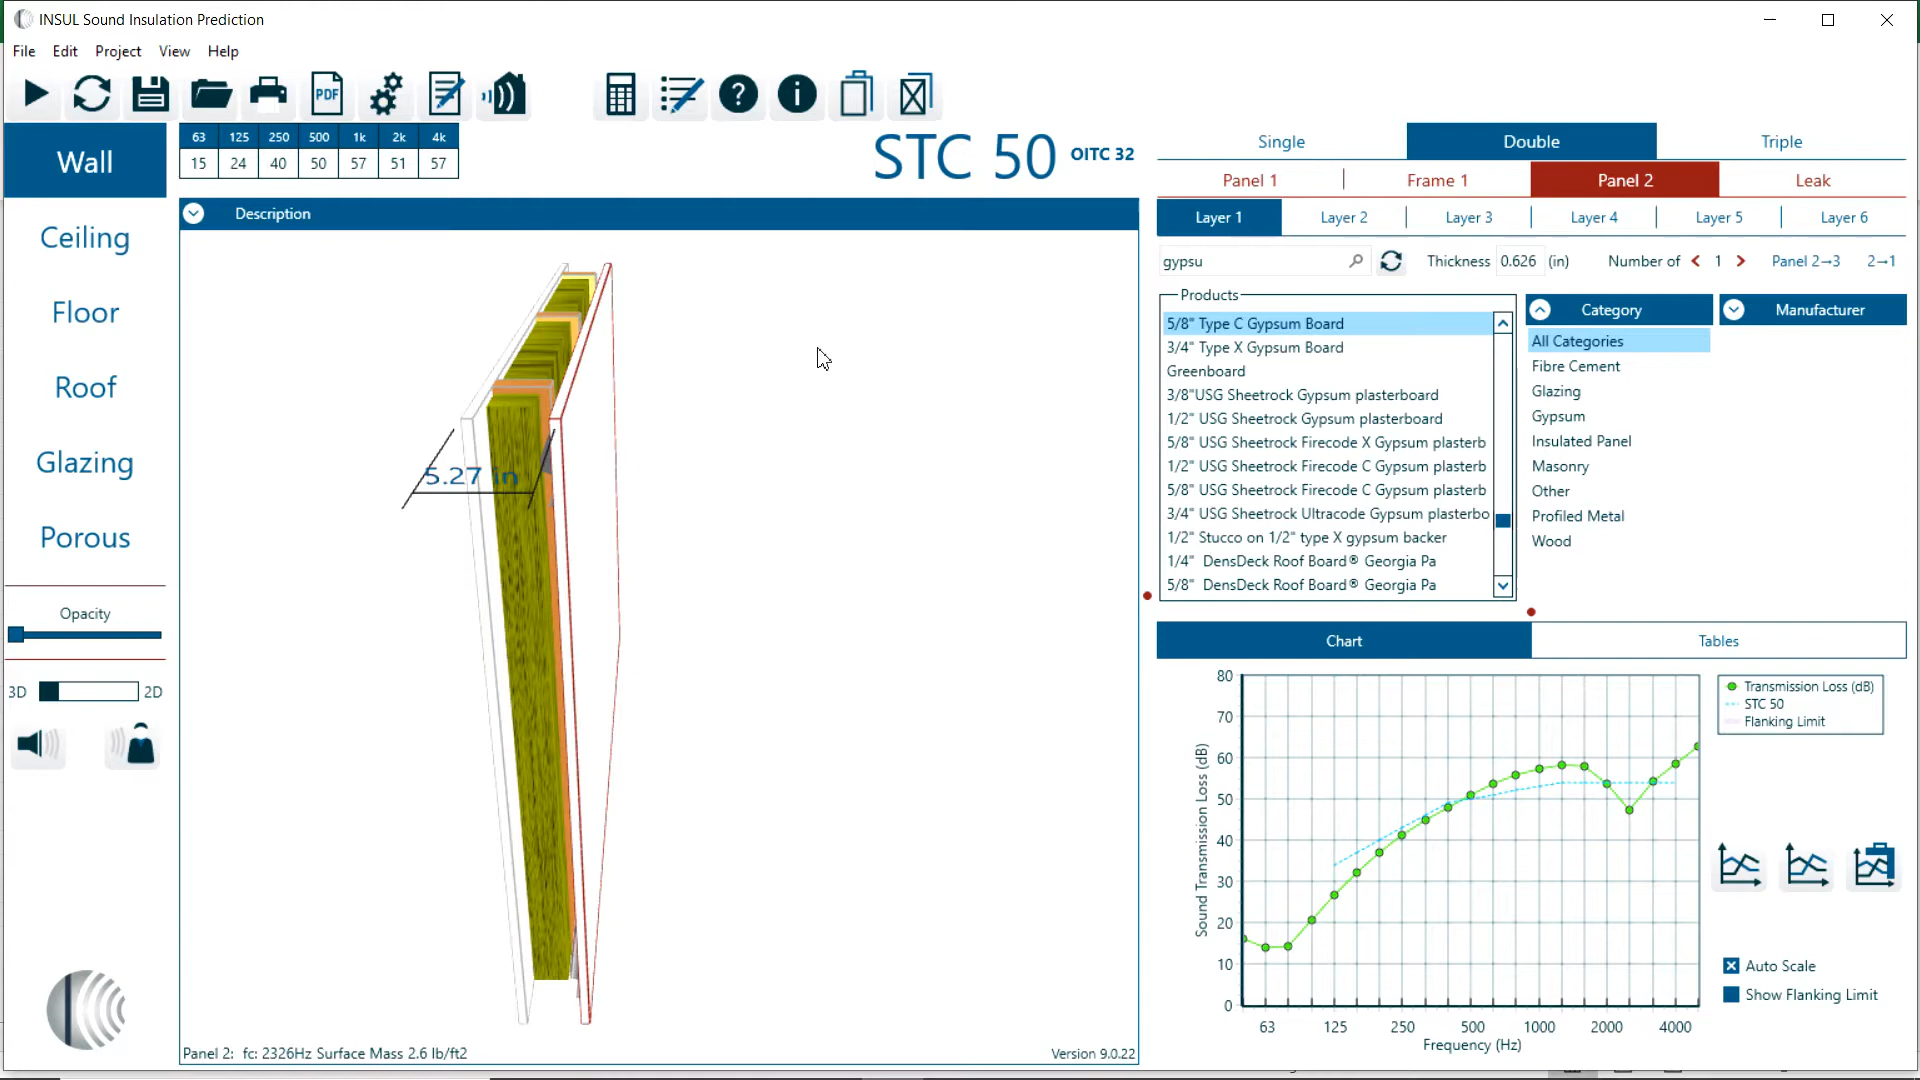 INSUL Sound Insulation Prediction
File Edit Project View Help
PDF
Wall
Ceiling
Floor
Roof
Glazing
Porous
Opacity
3D 2D
63 125 250 500 1k 2k 4k
15 24 40 50 57 51 57
STC 50 OITC 32
Description
5.27 in
Panel 2: fc: 2326Hz Surface Mass 2.6 lb/ft2
Version 9.0.22
Single Double Triple
Panel 1 Frame 1 Panel 2 Leak
Layer 1 Layer 2 Layer 3 Layer 4 Layer 5 Layer 6
gypsu Thickness 0.626 (in) Number of < 1 > Panel 2→3 2→1
Products
5/8" Type C Gypsum Board
3/4" Type X Gypsum Board
Greenboard
3/8"USG Sheetrock Gypsum plasterboard
1/2" USG Sheetrock Gypsum plasterboard
5/8" USG Sheetrock Firecode X Gypsum plasterb
1/2" USG Sheetrock Firecode C Gypsum plasterb
5/8" USG Sheetrock Firecode C Gypsum plasterb
3/4" USG Sheetrock Ultracode Gypsum plasterbo
1/2" Stucco on 1/2" type X gypsum backer
1/4" DensDeck Roof Board® Georgia Pa
5/8" DensDeck Roof Board® Georgia Pa
Category
All Categories
Fibre Cement
Glazing
Gypsum
Insulated Panel
Masonry
Other
Profiled Metal
Wood
Manufacturer
Chart Tables
Sound Transmission Loss (dB)
80
70
60
50
40
30
20
10
0
63 125 250 500 1000 2000 4000
Frequency (Hz)
Transmission Loss (dB)
STC 50
Flanking Limit
Auto Scale
Show Flanking Limit